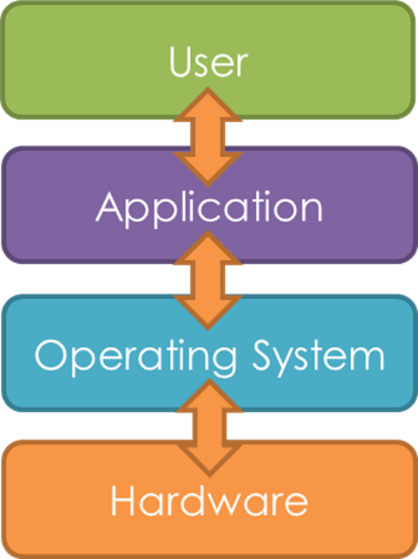 User
Application
Operating System
Hardware